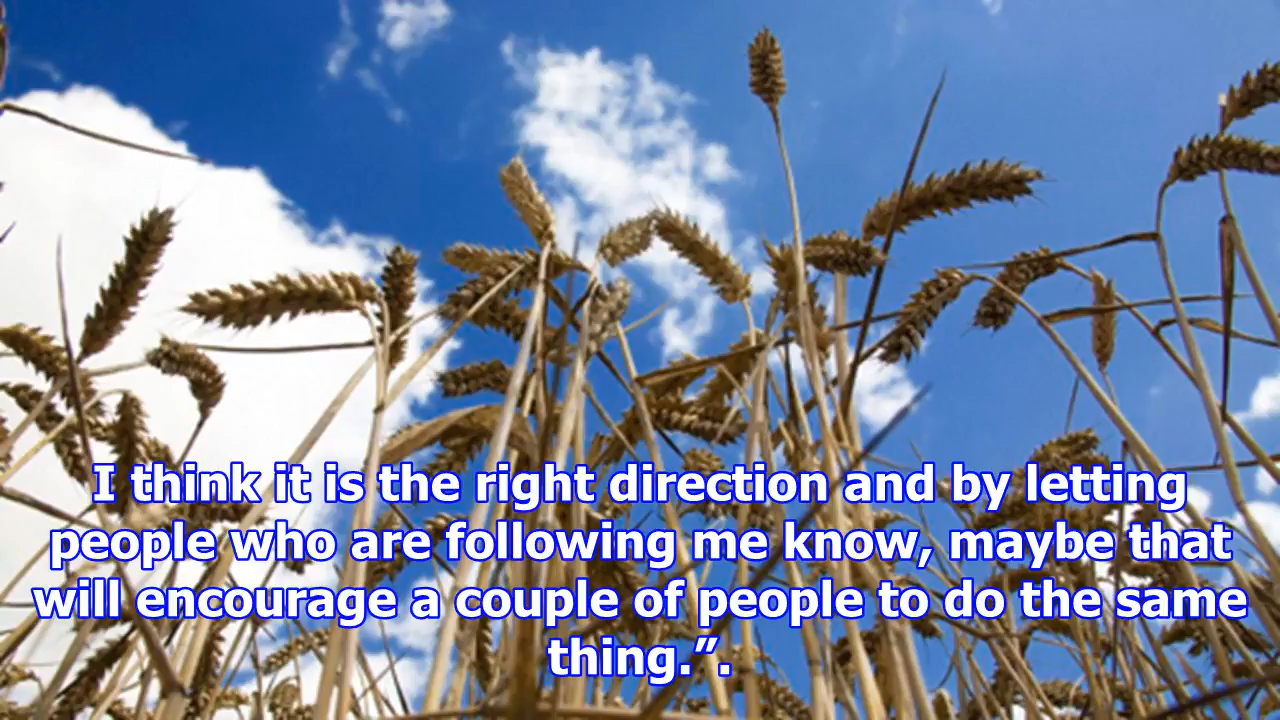 I think it is the right direction and by letting
people who are following me know, maybe that
will encourage a couple of people to do the same
thing.”.